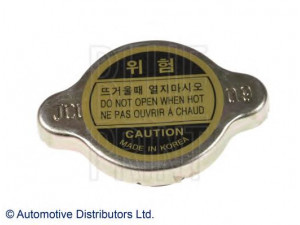 위험
뜨거울때 열지마시오
DO NOT OPEN WHEN HOT
NE PAS OUVRIR A CHAUD
CAUTION
MADE IN KOREA
© Automotive Distributors Ltd.